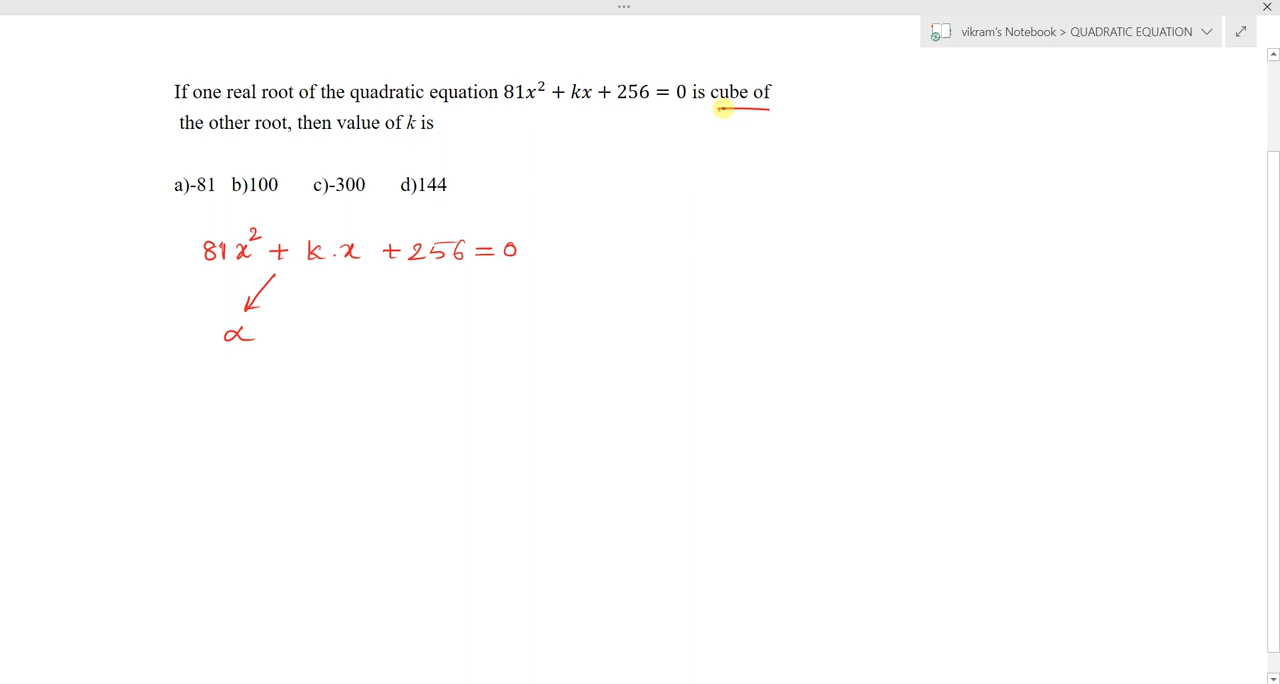 vikram's Notebook > QUADRATIC EQUATION
If one real root of the quadratic equation 81x² + kx + 256 = 0 is cube of
the other root, then value of k is
a)-81 b)100 c)-300 d)144
81x² + k.x + 256 = 0
α